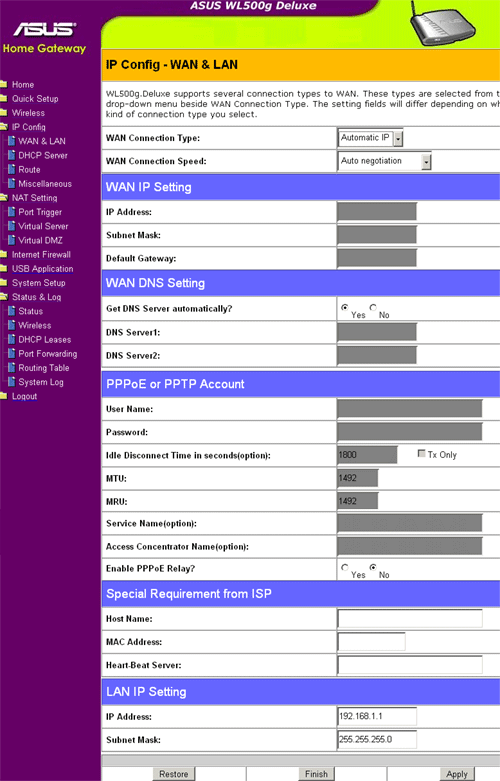 ASUS WL500g Deluxe
ASUS
Home Gateway
Home
Quick Setup
Wireless
IP Config
WAN & LAN
DHCP Server
Route
Miscellaneous
NAT Setting
Port Trigger
Virtual Server
Virtual DMZ
Internet Firewall
USB Application
System Setup
Status & Log
Status
Wireless
DHCP Leases
Port Forwarding
Routing Table
System Log
Logout
IP Config - WAN & LAN
WL500g.Deluxe supports several connection types to WAN. These types are selected from t
drop-down menu beside WAN Connection Type. The setting fields will differ depending on wh
kind of connection type you select.
WAN Connection Type: Automatic IP
WAN Connection Speed: Auto negotiation
WAN IP Setting
IP Address:
Subnet Mask:
Default Gateway:
WAN DNS Setting
Get DNS Server automatically? Yes No
DNS Server1:
DNS Server2:
PPPoE or PPTP Account
User Name:
Password:
Idle Disconnect Time in seconds(option): 1800 Tx Only
MTU: 1492
MRU: 1492
Service Name(option):
Access Concentrator Name(option):
Enable PPPoE Relay? Yes No
Special Requirement from ISP
Host Name:
MAC Address:
Heart-Beat Server:
LAN IP Setting
IP Address: 192.168.1.1
Subnet Mask: 255.255.255.0
Restore Finish Apply